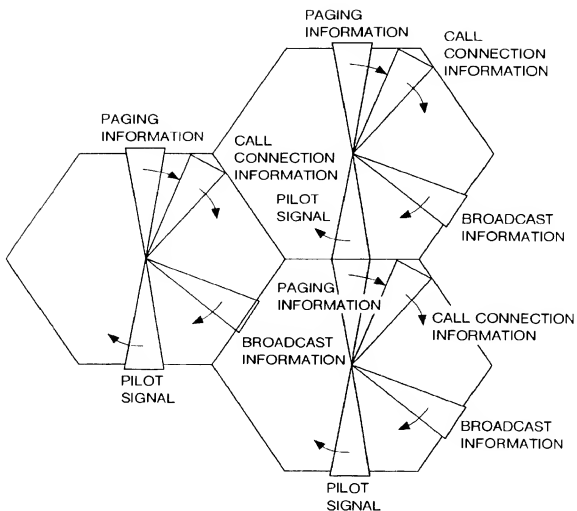 PAGING
INFORMATION
CALL
CONNECTION
INFORMATION
PAGING
INFORMATION
CALL
CONNECTION
INFORMATION
PILOT
SIGNAL
BROADCAST
INFORMATION
PAGING
INFORMATION
CALL CONNECTION
INFORMATION
BROADCAST
INFORMATION
PILOT
SIGNAL
BROADCAST
INFORMATION
PILOT
SIGNAL